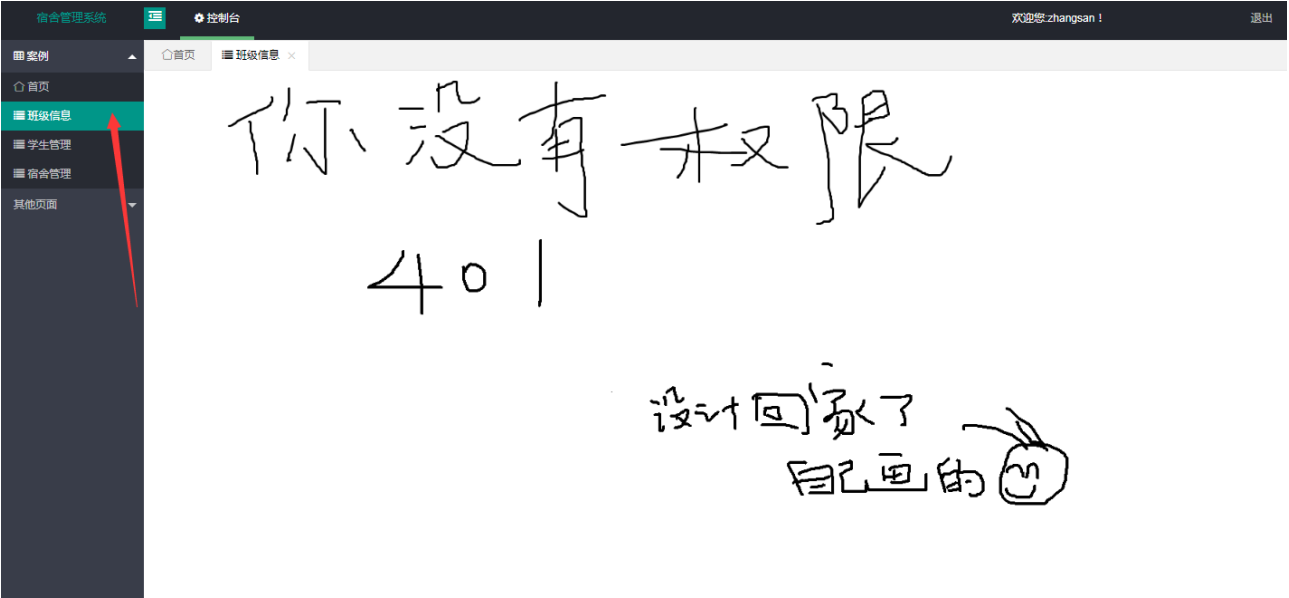 宿舍管理系统
控制台
欢迎您:zhangsan！
退出
案例
首页
班级信息
首页
班级信息
学生管理
宿舍管理
其他页面
你没有权限
401
设计回家了
自己画的